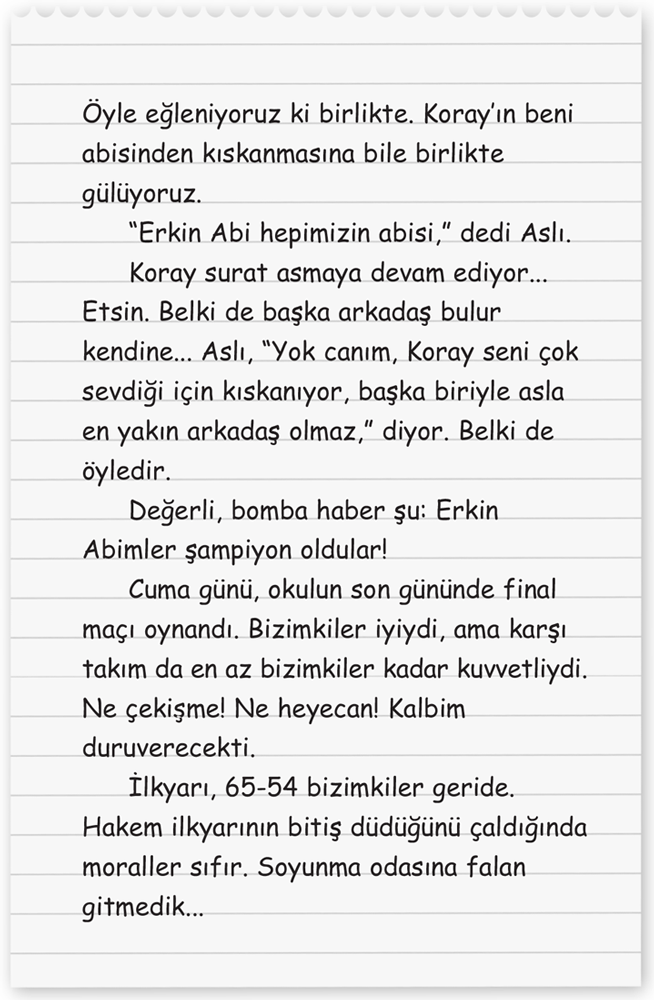 Öyle eğleniyoruz ki birlikte. Koray’ın beni
abisinden kıskanmasına bile birlikte
gülüyoruz.
“Erkin Abi hepimizin abisi,” dedi Aslı.
Koray surat asmaya devam ediyor...
Etsin. Belki de başka arkadaş bulur
kendine... Aslı, “Yok canım, Koray seni çok
sevdiği için kıskanıyor, başka biriyle asla
en yakın arkadaş olmaz,” diyor. Belki de
öyledir.
Değerli, bomba haber şu: Erkin
Abimler şampiyon oldular!
Cuma günü, okulun son gününde final
maçı oynandı. Bizimkiler iyiydi, ama karşı
takım da en az bizimkiler kadar kuvvetliydi.
Ne çekişme! Ne heyecan! Kalbim
duruverecekti.
İlkyarı, 65-54 bizimkiler geride.
Hakem ilkyarının bitiş düdüğünü çaldığında
moraller sıfır. Soyunma odasına falan
gitmedik...